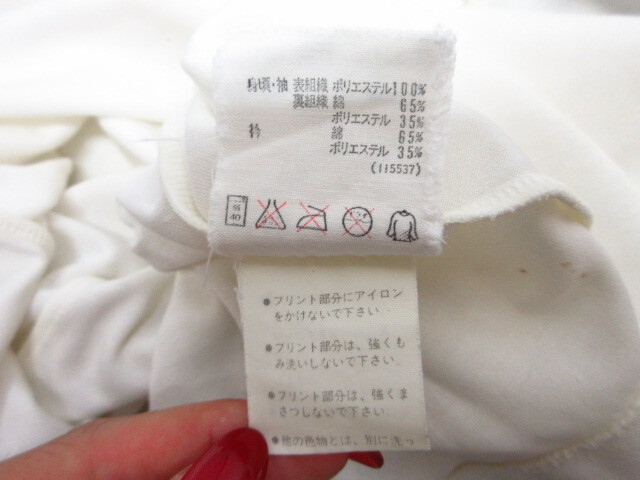 身頃・袖 表組織 ポリエステル100%
裏組織 綿 65%
ポリエステル 35%
衿 綿 65%
ポリエステル 35%
(115537)
40
●プリント部分にアイロン
をかけないで下さい
●プリント部分は、強くも
み洗いしないで下さい
●プリント部分は、強くま
さつしないで下さい。
●他の色物とは、別に洗っ